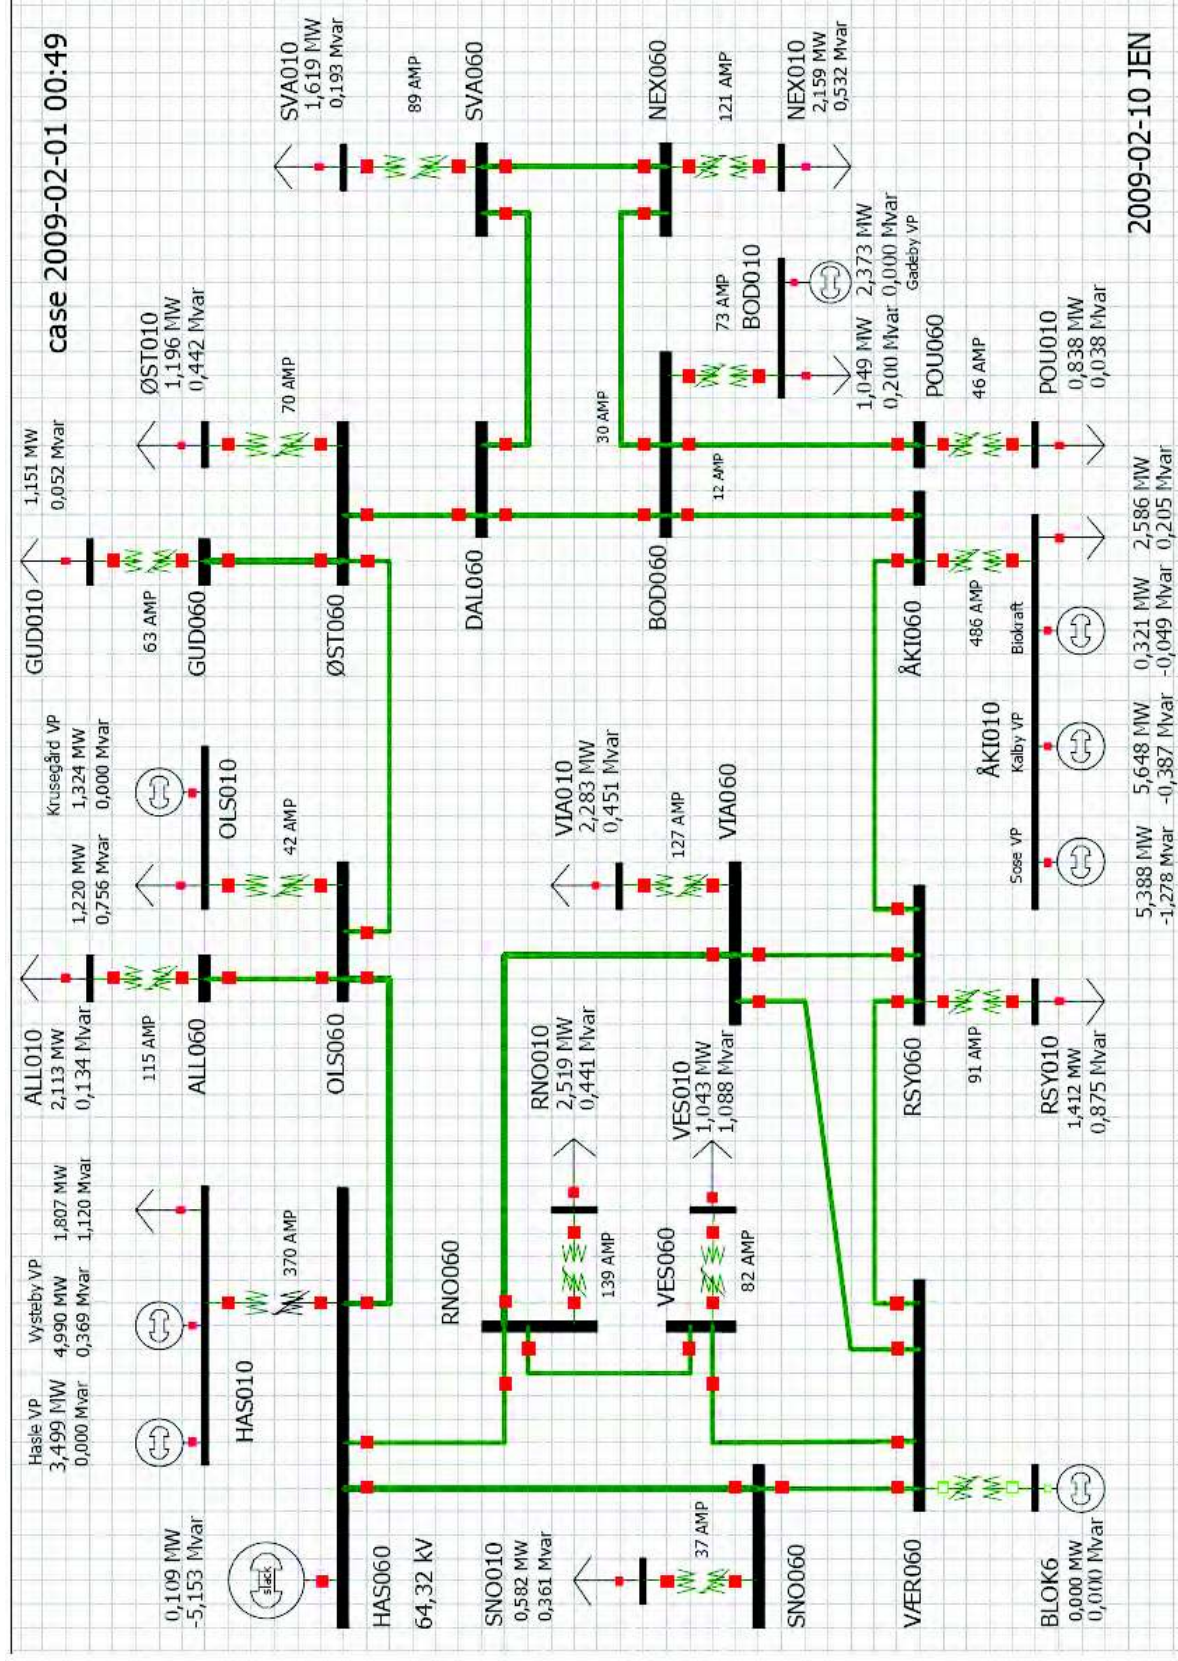 case 2009-02-01 00:49
0,109 MW
-5,153 Mvar
slack
HAS060
64,32 kV
Hasle VP
3,499 MW
0,000 Mvar
Vysteby VP
4,990 MW
0,369 Mvar
1,807 MW
1,120 Mvar
HAS010
370 AMP
ALL010
2,113 MW
0,134 Mvar
115 AMP
ALL060
OLS060
1,220 MW
0,756 Mvar
Krusegård VP
1,324 MW
0,000 Mvar
OLS010
42 AMP
GUD010
1,151 MW
0,052 Mvar
63 AMP
GUD060
ØST060
ØST010
1,196 MW
0,442 Mvar
70 AMP
SVA010
1,619 MW
0,193 Mvar
89 AMP
SVA060
DAL060
SNO010
0,582 MW
0,361 Mvar
37 AMP
SNO060
RNO060
RNO010
2,519 MW
0,441 Mvar
139 AMP
VES060
VES010
1,043 MW
1,088 Mvar
82 AMP
VIA010
2,283 MW
0,451 Mvar
127 AMP
VIA060
BOD060
30 AMP
12 AMP
73 AMP
BOD010
1,049 MW
0,200 Mvar
2,373 MW
0,000 Mvar
Gadeby VP
NEX060
121 AMP
NEX010
2,159 MW
0,532 Mvar
VÆR060
BLOK6
0,000 MW
0,000 Mvar
RSY060
91 AMP
RSY010
1,412 MW
0,875 Mvar
ÅKI060
486 AMP
ÅKI010
Sose VP
Kalby VP
Biokraft
5,388 MW
-1,278 Mvar
5,648 MW
-0,387 Mvar
0,321 MW
-0,049 Mvar
2,586 MW
0,205 Mvar
POU060
46 AMP
POU010
0,838 MW
0,038 Mvar
2009-02-10 JEN